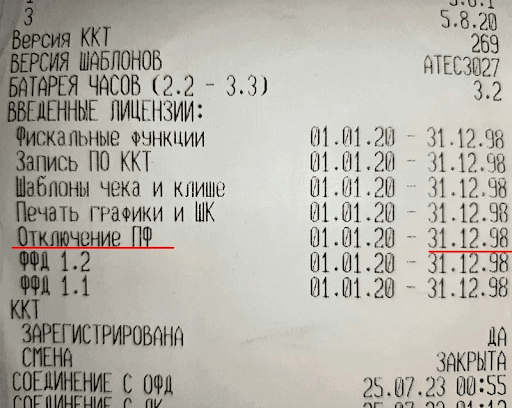 3
5.8.20
Версия ККТ 269
ВЕРСИЯ ШАБЛОНОВ ATEC3027
БАТАРЕЯ ЧАСОВ (2.2 - 3.3) 3.2
ВВЕДЕННЫЕ ЛИЦЕНЗИИ:
Фискальные функции 01.01.20 - 31.12.98
Запись ПО ККТ 01.01.20 - 31.12.98
Шаблоны чека и клише 01.01.20 - 31.12.98
Печать графики и ШК 01.01.20 - 31.12.98
Отключение ПФ 01.01.20 - 31.12.98
ФФД 1.2 01.01.20 - 31.12.98
ФФД 1.1 01.01.20 - 31.12.98
ККТ
ЗАРЕГИСТРИРОВАНА ДА
СМЕНА ЗАКРЫТА
СОЕДИНЕНИЕ С ОФД 25.07.23 00:55